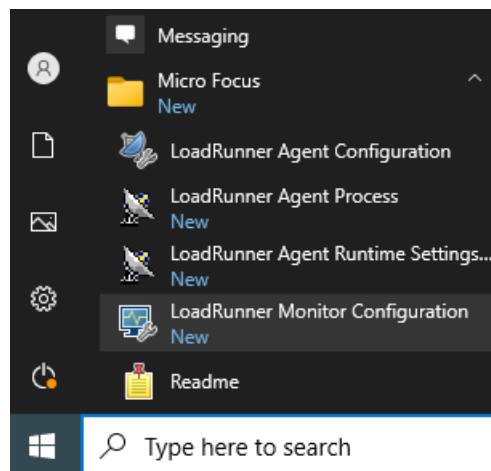 Messaging
Micro Focus
New
LoadRunner Agent Configuration
LoadRunner Agent Process
New
LoadRunner Agent Runtime Settings...
New
LoadRunner Monitor Configuration
New
Readme
Type here to search